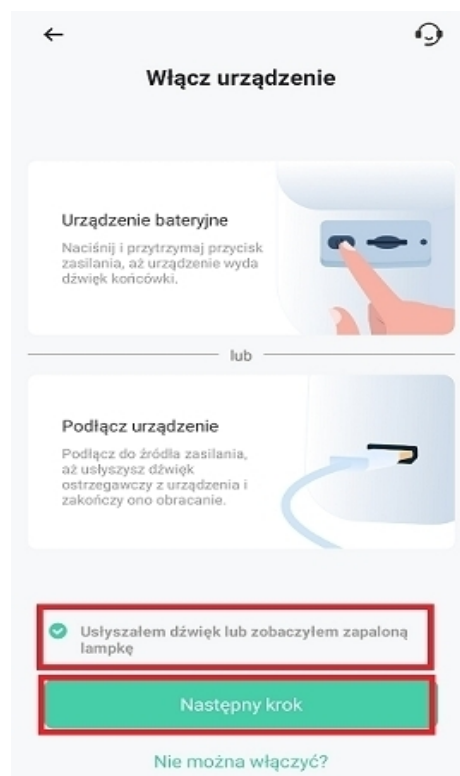 Włącz urządzenie
Urządzenie bateryjne
Naciśnij i przytrzymaj przycisk
zasilania, aż urządzenie wyda
dźwięk końcówki.
lub
Podłącz urządzenie
Podłącz do źródła zasilania,
aż usłyszysz dźwięk
ostrzegawczy z urządzenia i
zakończy ono obracanie.
Usłyszałem dźwięk lub zobaczyłem zapaloną
lampkę
Następny krok
Nie można włączyć?